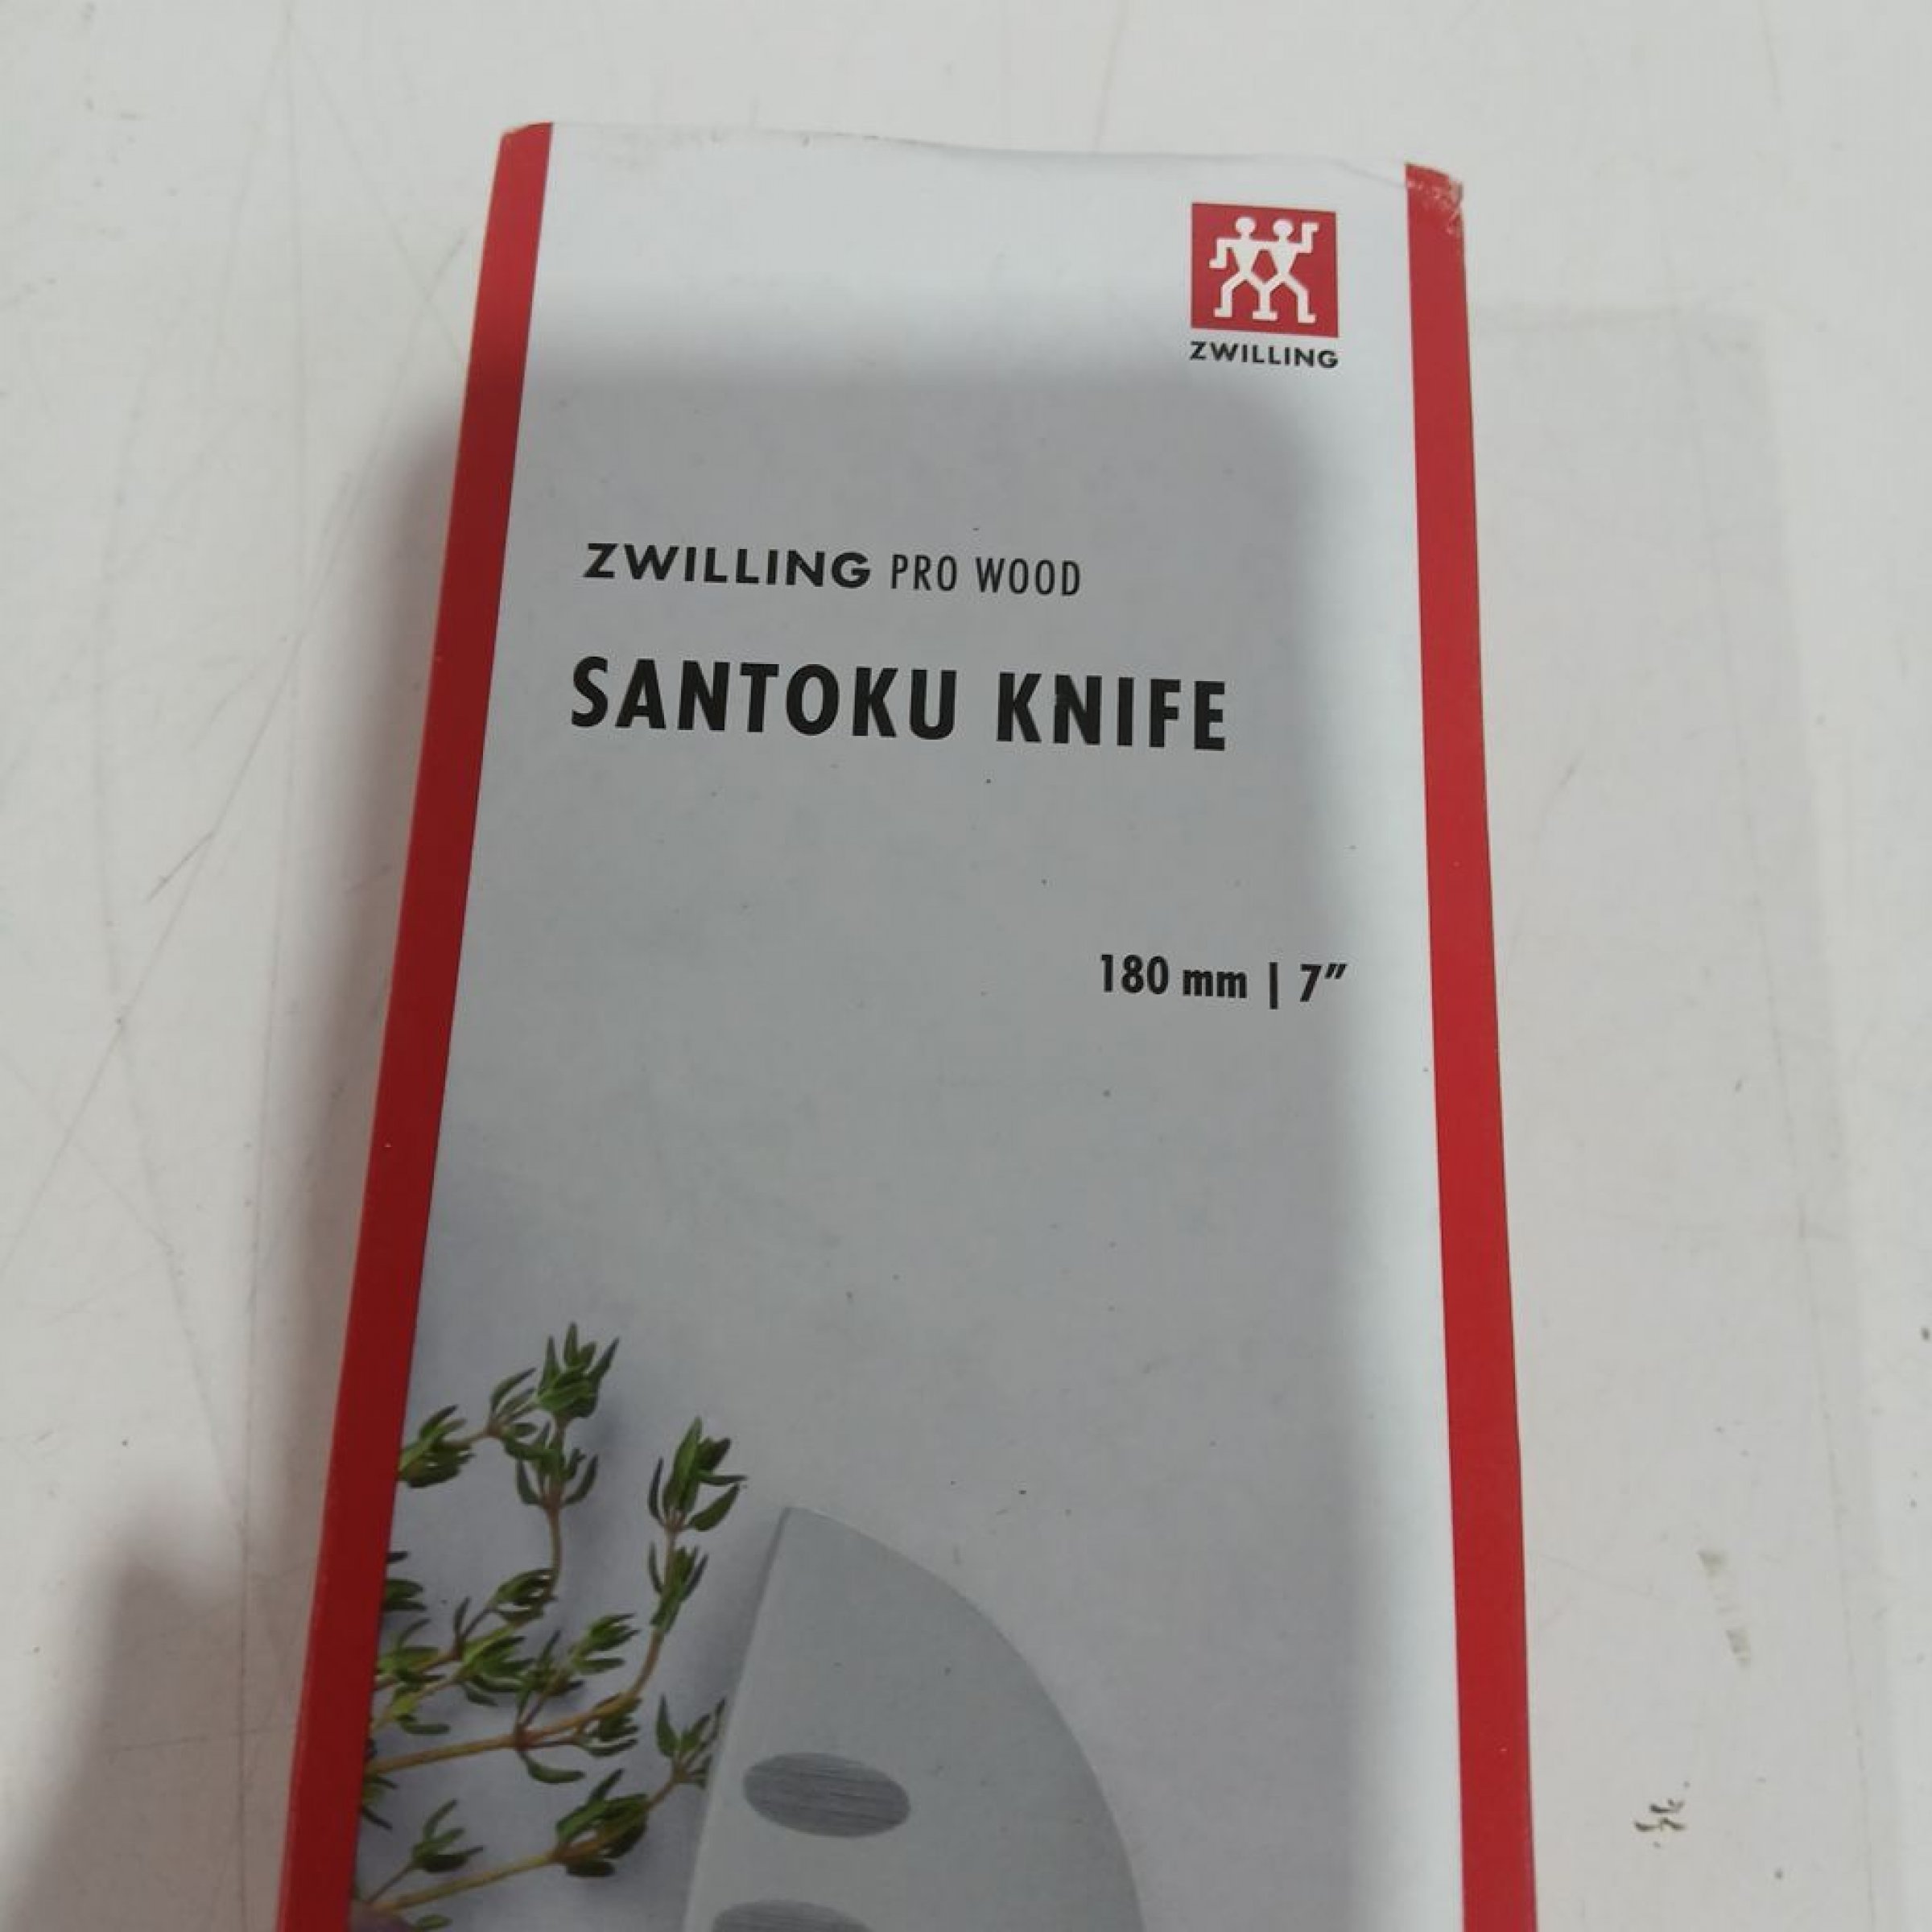 ZWILLING
ZWILLING PRO WOOD
SANTOKU KNIFE
180 mm | 7”